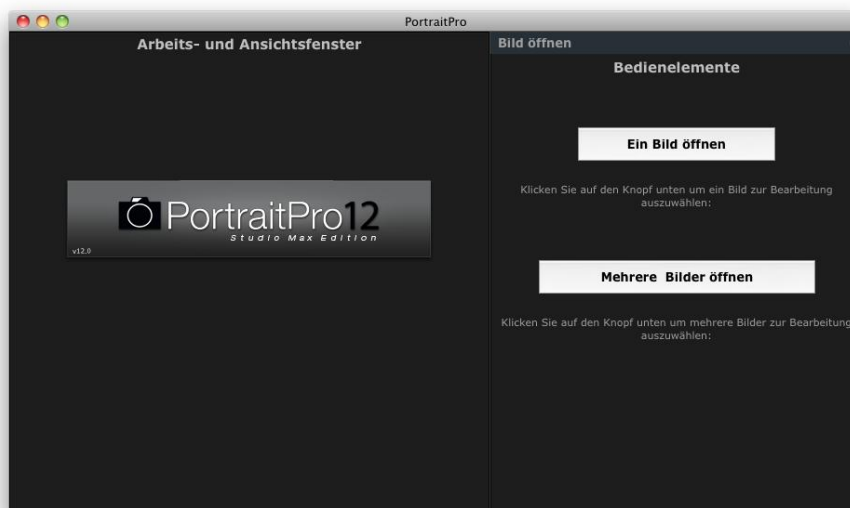 PortraitPro
Arbeits- und Ansichtsfenster
PortraitPro12
Studio Max Edition
v12.0
Bild öffnen
Bedienelemente
Ein Bild öffnen
Klicken Sie auf den Knopf unten um ein Bild zur Bearbeitung
auszuwählen:
Mehrere Bilder öffnen
Klicken Sie auf den Knopf unten um mehrere Bilder zur Bearbeitung
auszuwählen: